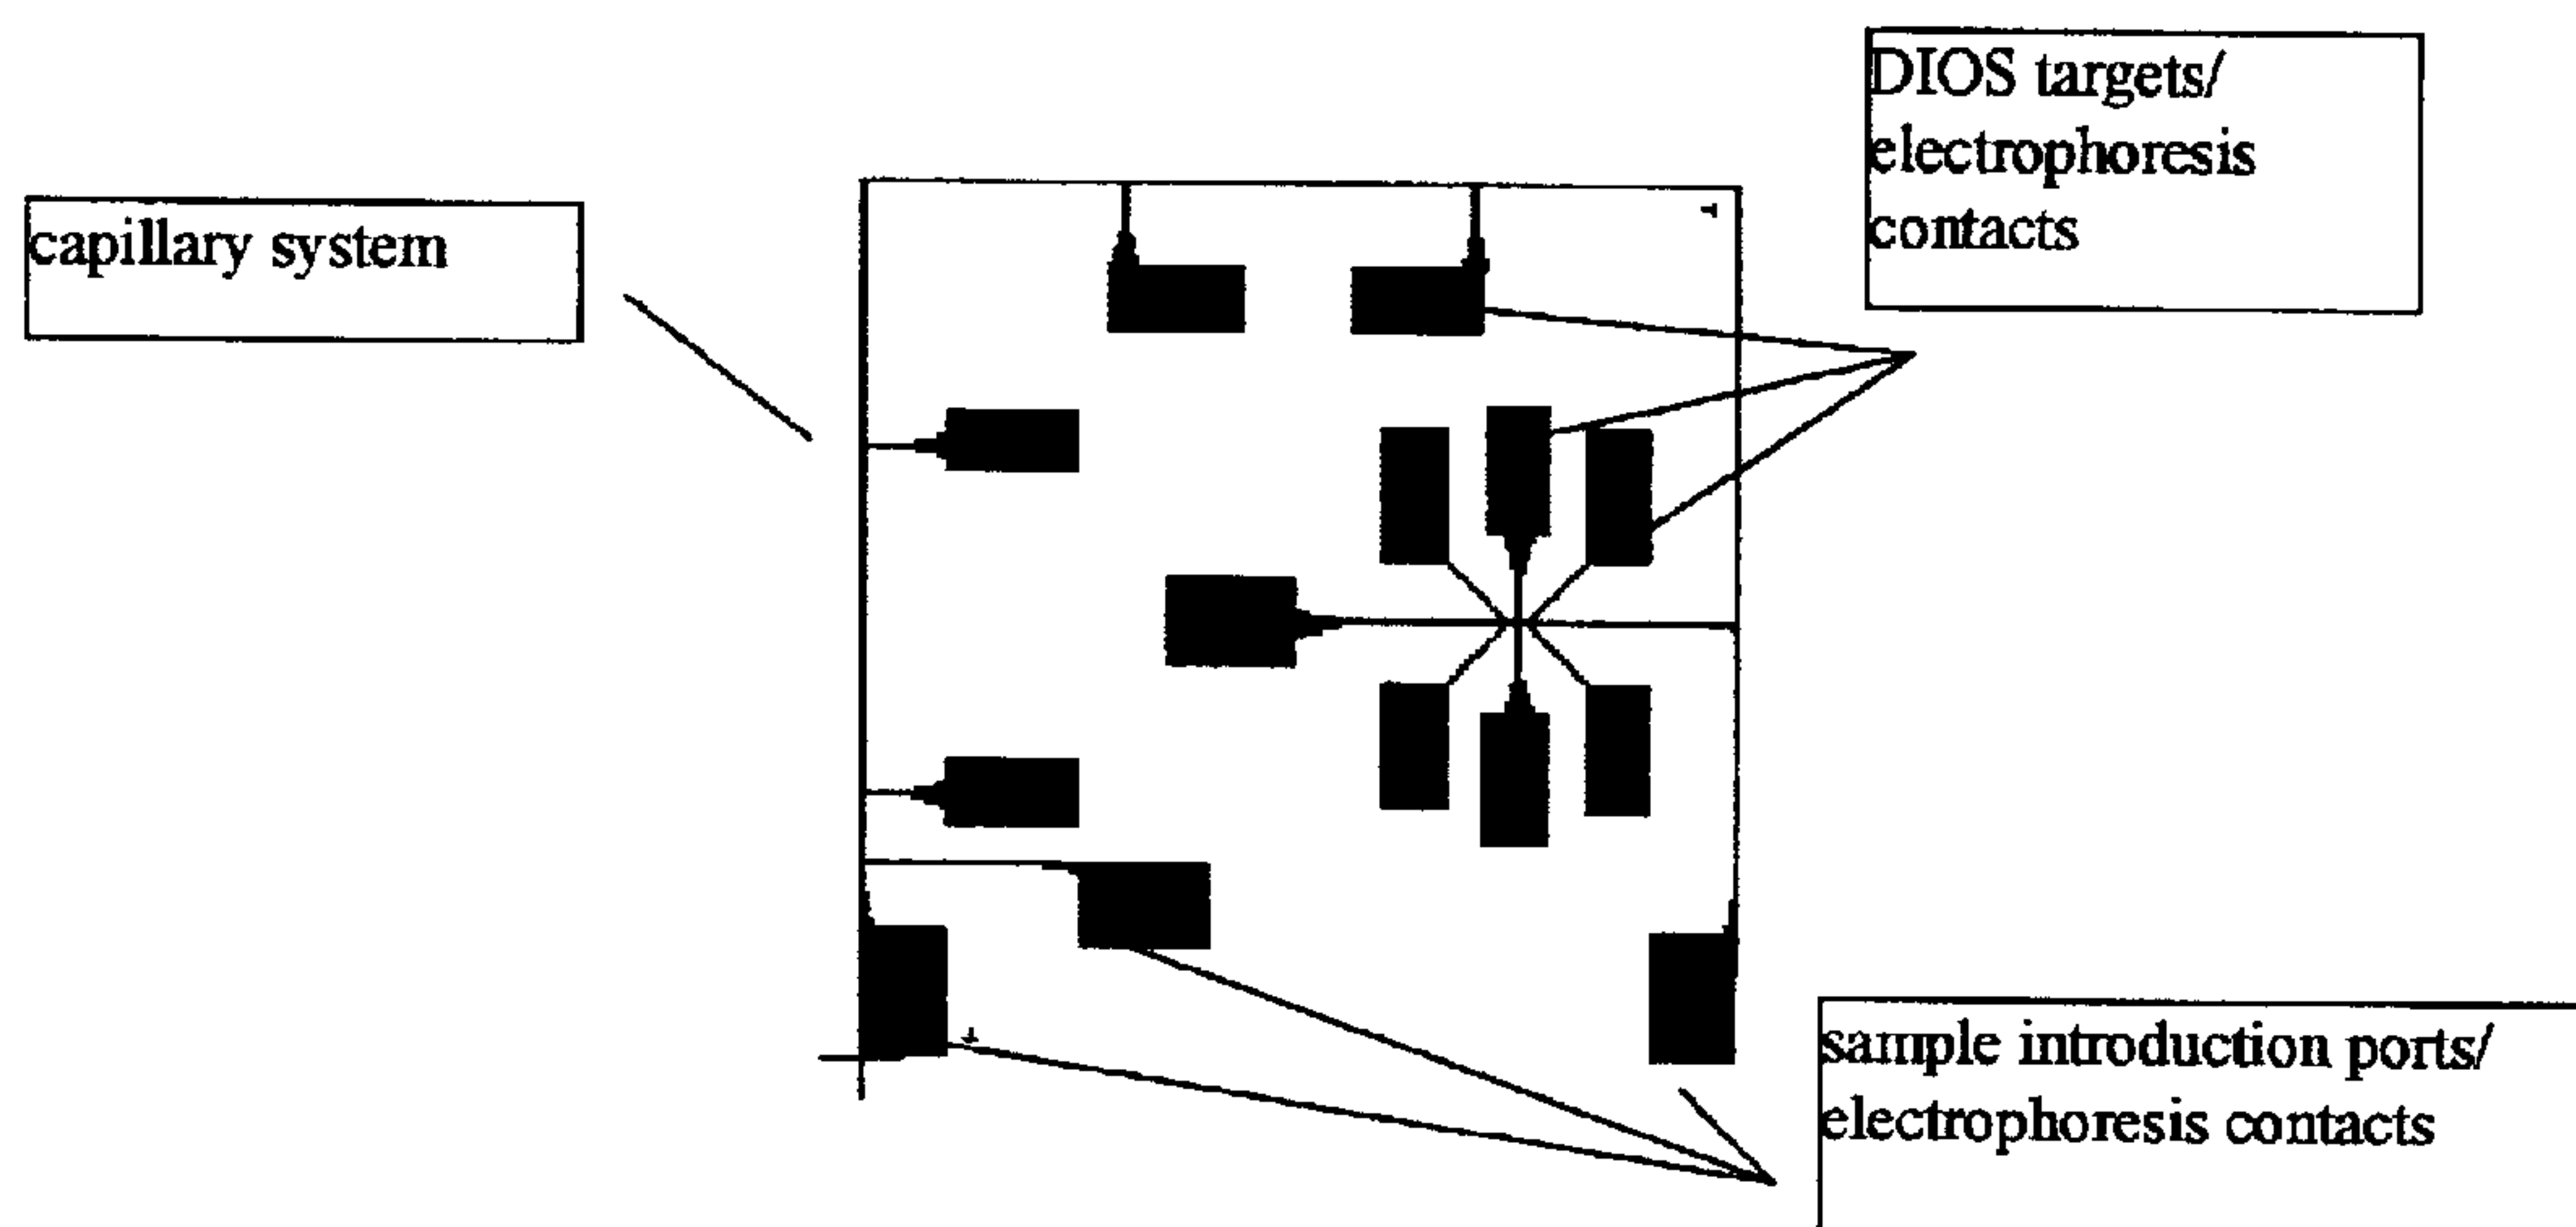 capillary system
DIOS targets/
electrophoresis
contacts
sample introduction ports/
electrophoresis contacts